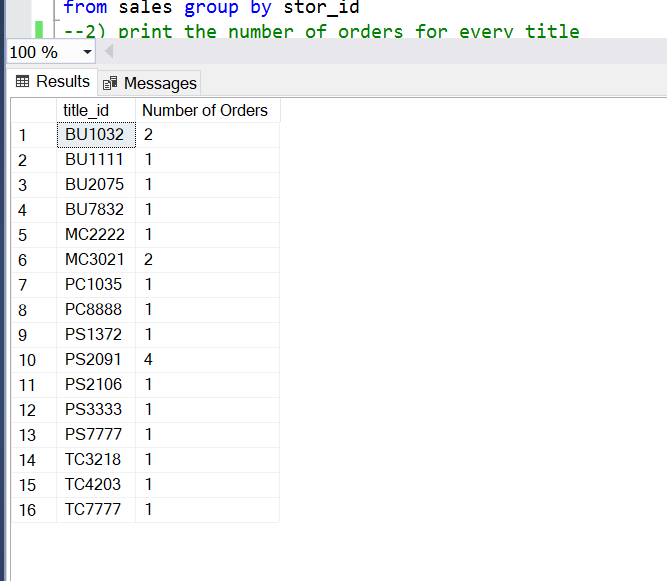 from sales group by stor_id
--2) print the number of orders for every title
100 %
Results Messages
title_id Number of Orders
1 BU1032 2
2 BU1111 1
3 BU2075 1
4 BU7832 1
5 MC2222 1
6 MC3021 2
7 PC1035 1
8 PC8888 1
9 PS1372 1
10 PS2091 4
11 PS2106 1
12 PS3333 1
13 PS7777 1
14 TC3218 1
15 TC4203 1
16 TC7777 1